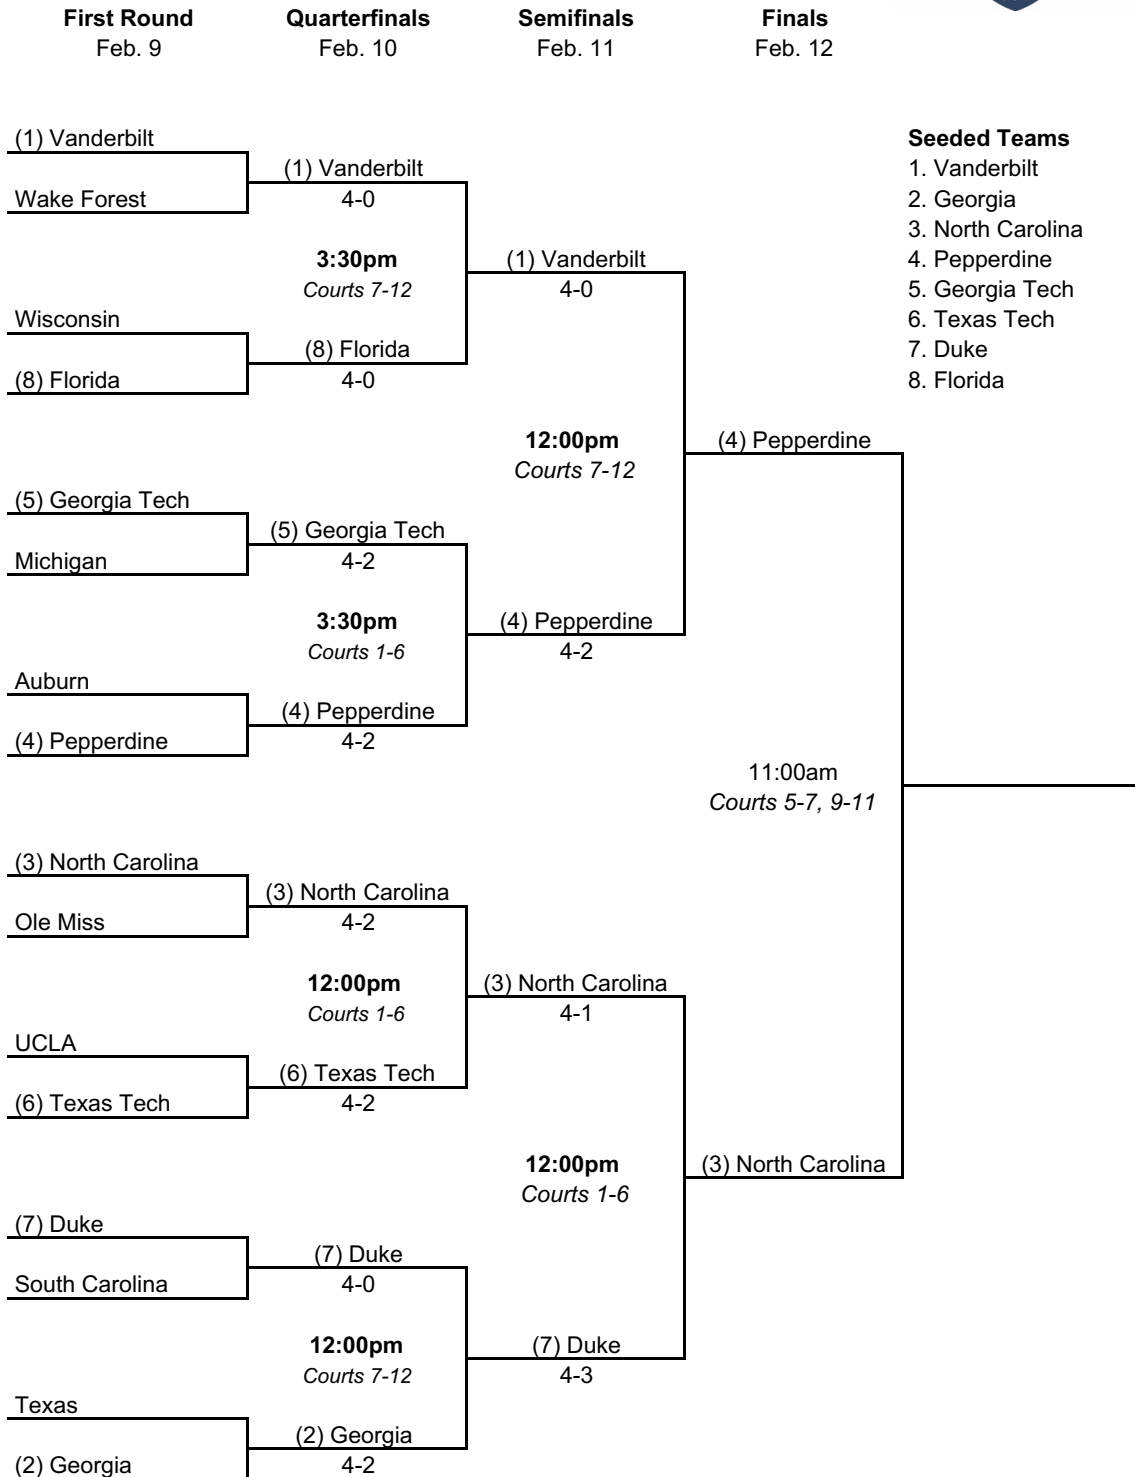 First Round Quarterfinals Semifinals Finals
Feb. 9 Feb. 10 Feb. 11 Feb. 12
(1) Vanderbilt
Wake Forest
Wisconsin
(8) Florida
(5) Georgia Tech
Michigan
Auburn
(4) Pepperdine
(3) North Carolina
Ole Miss
UCLA
(6) Texas Tech
(7) Duke
South Carolina
Texas
(2) Georgia
(1) Vanderbilt
4-0
3:30pm
Courts 7-12
(8) Florida
4-0
(5) Georgia Tech
4-2
3:30pm
Courts 1-6
(4) Pepperdine
4-2
(3) North Carolina
4-2
12:00pm
Courts 1-6
(6) Texas Tech
4-2
(7) Duke
4-0
12:00pm
Courts 7-12
(2) Georgia
4-2
(1) Vanderbilt
4-0
12:00pm
Courts 7-12
(4) Pepperdine
4-2
(3) North Carolina
4-1
12:00pm
Courts 1-6
(7) Duke
4-3
(4) Pepperdine
11:00am
Courts 5-7, 9-11
(3) North Carolina
Seeded Teams
1. Vanderbilt
2. Georgia
3. North Carolina
4. Pepperdine
5. Georgia Tech
6. Texas Tech
7. Duke
8. Florida